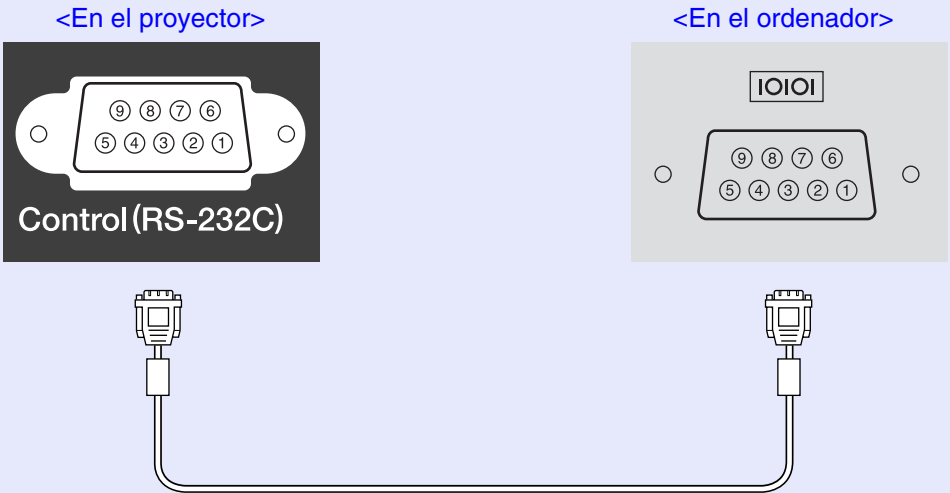 <En el proyector>
<En el ordenador>
IOIOI
9 8 7 6
5 4 3 2 1
Control (RS-232C)
9 8 7 6
5 4 3 2 1